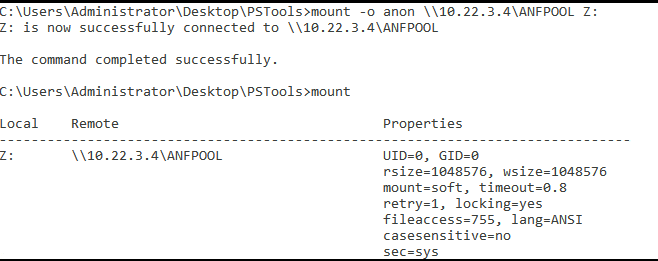 C:\Users\Administrator\Desktop\PSTools>mount -o anon \\10.22.3.4\ANFPOOL Z:
Z: is now successfully connected to \\10.22.3.4\ANFPOOL
The command completed successfully.
C:\Users\Administrator\Desktop\PSTools>mount
Local Remote Properties
-------------------------------------------------------------------------------
Z: \\10.22.3.4\ANFPOOL UID=0, GID=0
rsize=1048576, wsize=1048576
mount=soft, timeout=0.8
retry=1, locking=yes
fileaccess=755, lang=ANSI
casesensitive=no
sec=sys